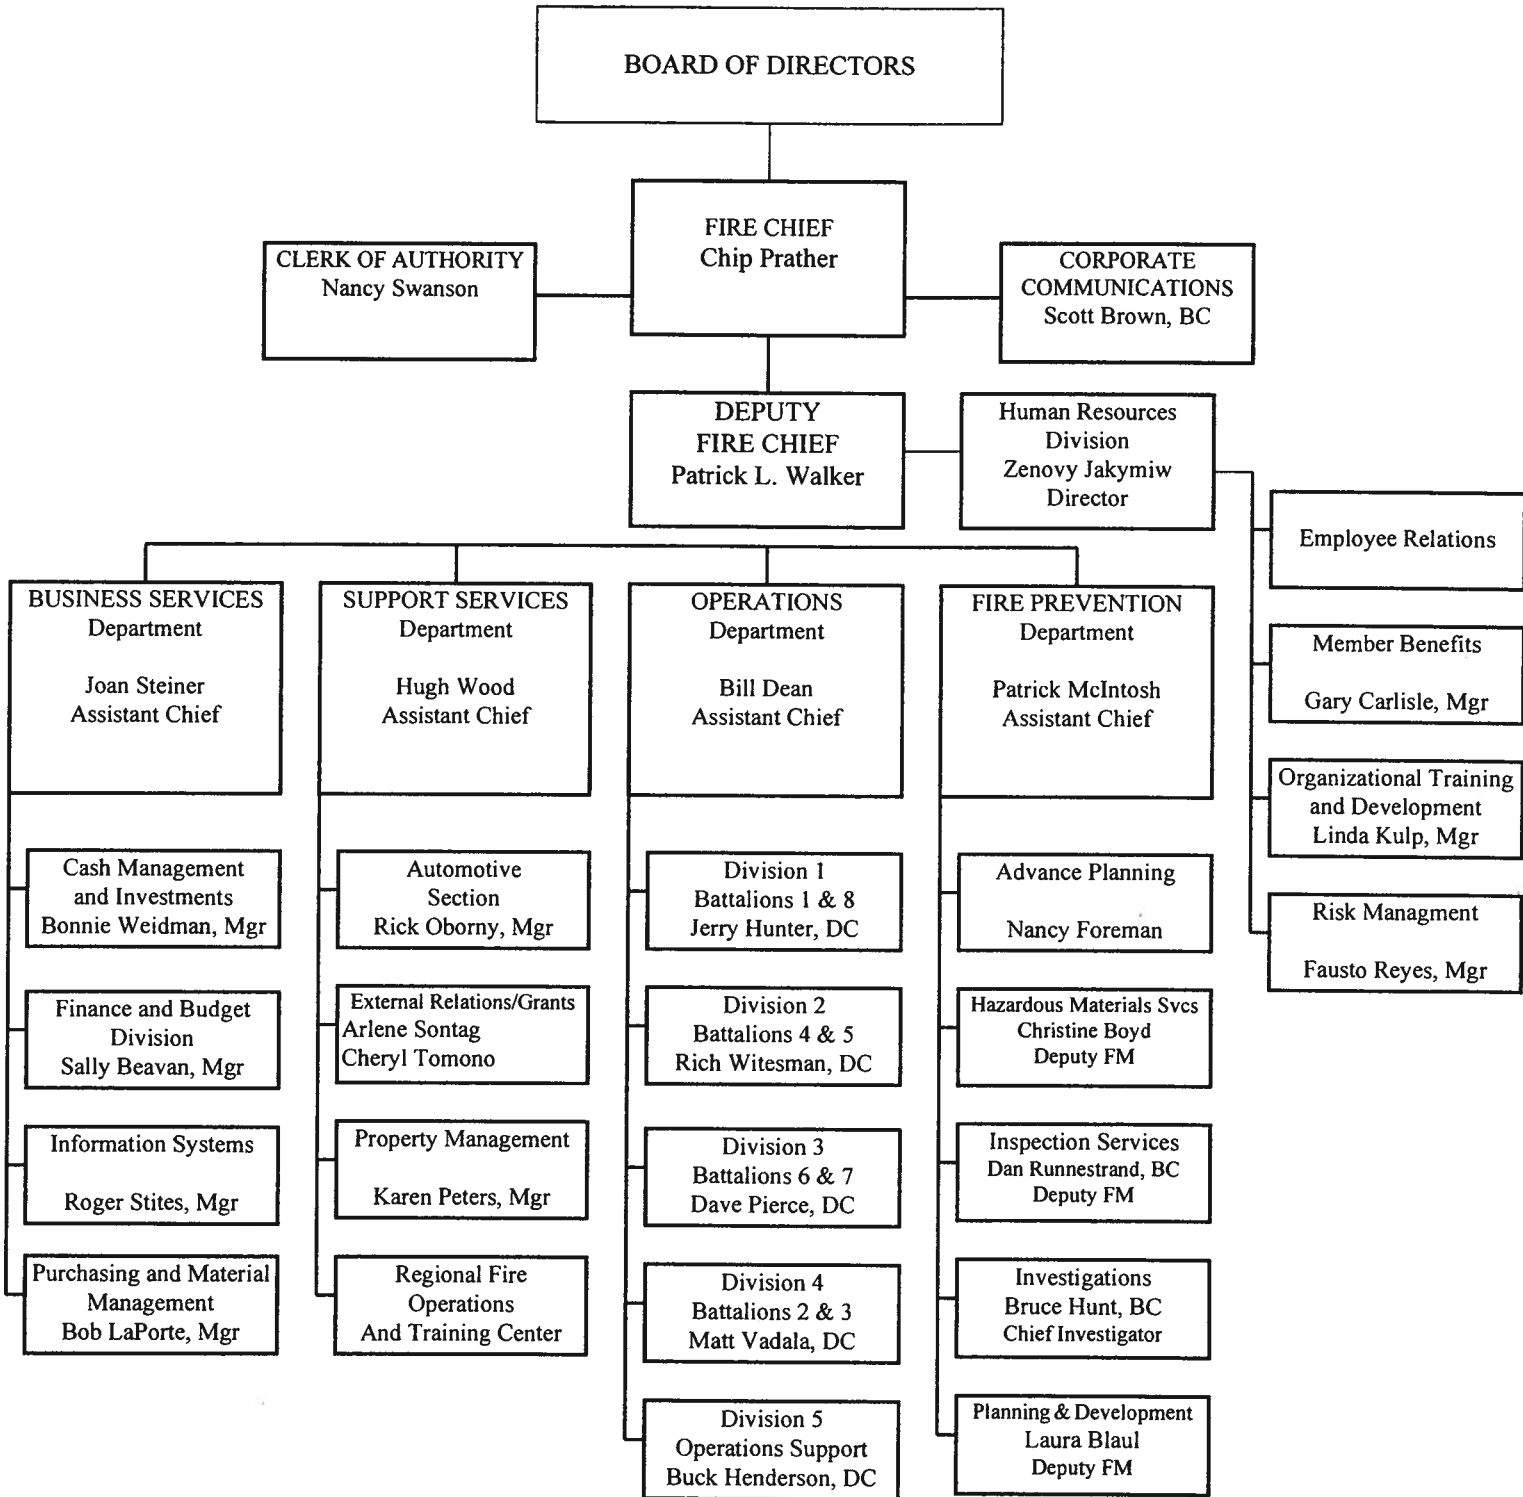 BOARD OF DIRECTORS
FIRE CHIEF
Chip Prather
CLERK OF AUTHORITY
Nancy Swanson
CORPORATE
COMMUNICATIONS
Scott Brown, BC
DEPUTY
FIRE CHIEF
Patrick L. Walker
Human Resources
Division
Zenovy Jakymiw
Director
Employee Relations
Member Benefits
Gary Carlisle, Mgr
Organizational Training
and Development
Linda Kulp, Mgr
Risk Managment
Fausto Reyes, Mgr
BUSINESS SERVICES
Department
Joan Steiner
Assistant Chief
Cash Management
and Investments
Bonnie Weidman, Mgr
Finance and Budget
Division
Sally Beavan, Mgr
Information Systems
Roger Stites, Mgr
Purchasing and Material
Management
Bob LaPorte, Mgr
SUPPORT SERVICES
Department
Hugh Wood
Assistant Chief
Automotive
Section
Rick Oborny, Mgr
External Relations/Grants
Arlene Sontag
Cheryl Tomono
Property Management
Karen Peters, Mgr
Regional Fire
Operations
And Training Center
OPERATIONS
Department
Bill Dean
Assistant Chief
Division 1
Battalions 1 & 8
Jerry Hunter, DC
Division 2
Battalions 4 & 5
Rich Witesman, DC
Division 3
Battalions 6 & 7
Dave Pierce, DC
Division 4
Battalions 2 & 3
Matt Vadala, DC
Division 5
Operations Support
Buck Henderson, DC
FIRE PREVENTION
Department
Patrick McIntosh
Assistant Chief
Advance Planning
Nancy Foreman
Hazardous Materials Svcs
Christine Boyd
Deputy FM
Inspection Services
Dan Runnestrand, BC
Deputy FM
Investigations
Bruce Hunt, BC
Chief Investigator
Planning & Development
Laura Blaul
Deputy FM